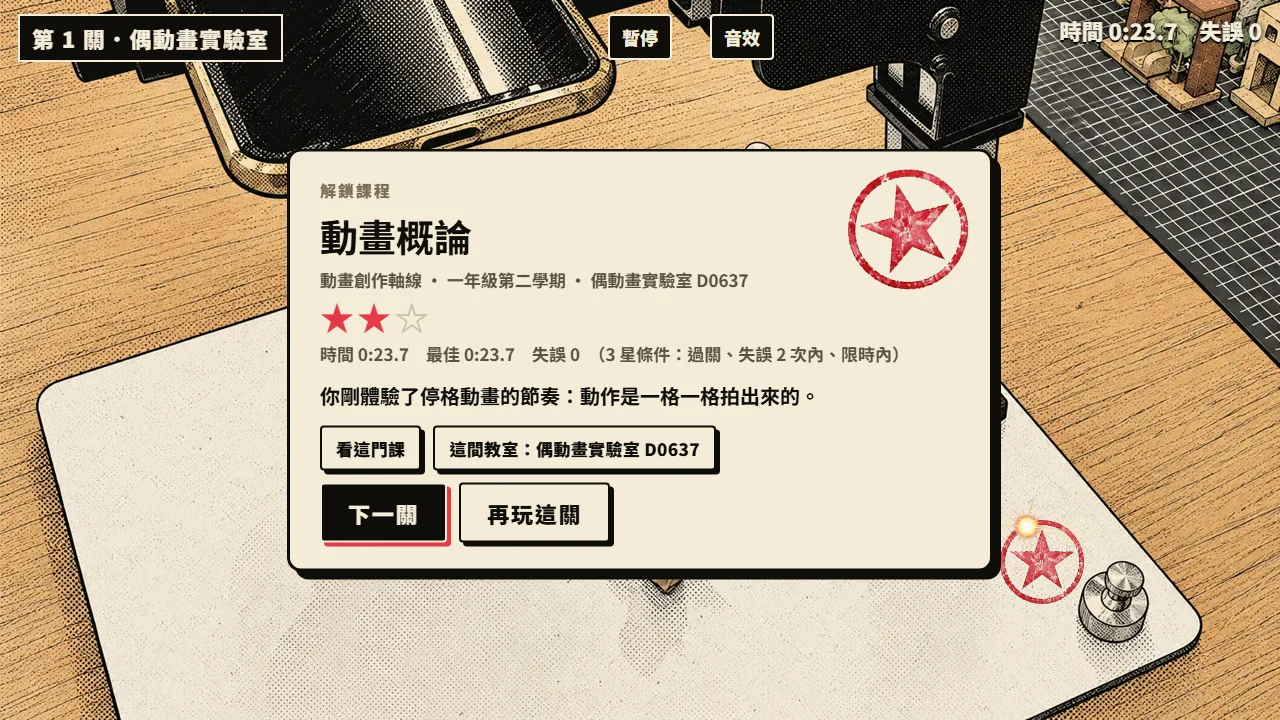 第 1 關・偶動畫實驗室
暫停
音效
時間 0:23.7 失誤 0
解鎖課程
動畫概論
動畫創作軸線 ・ 一年級第二學期 ・ 偶動畫實驗室 D0637
時間 0:23.7 最佳 0:23.7 失誤 0 （3 星條件：過關、失誤 2 次內、限時內）
你剛體驗了停格動畫的節奏：動作是一格一格拍出來的。
看這門課
這間教室：偶動畫實驗室 D0637
下一關
再玩這關